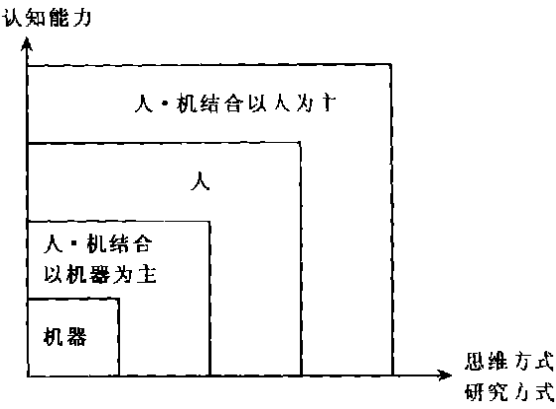 认知能力
人·机结合以人为主
人
人·机结合
以机器为主
机器
思维方式
研究方式